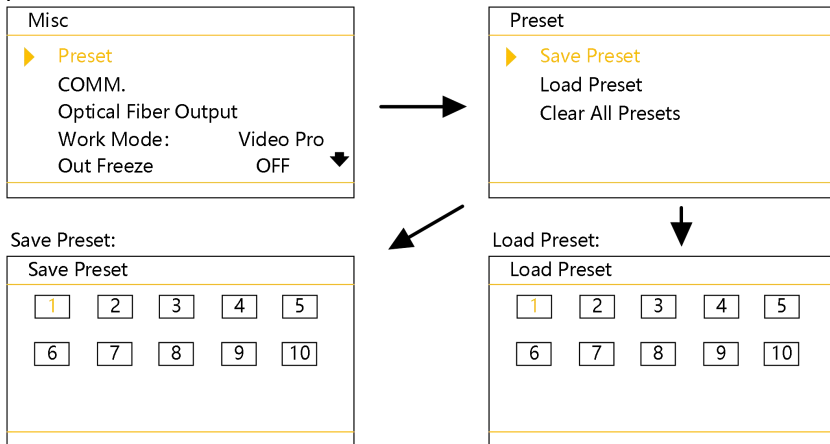 Misc
Preset
COMM.
Optical Fiber Output
Work Mode: Video Pro
Out Freeze OFF
Preset
Save Preset
Load Preset
Clear All Presets
Save Preset:
Save Preset
1 2 3 4 5
6 7 8 9 10
Load Preset:
Load Preset
1 2 3 4 5
6 7 8 9 10